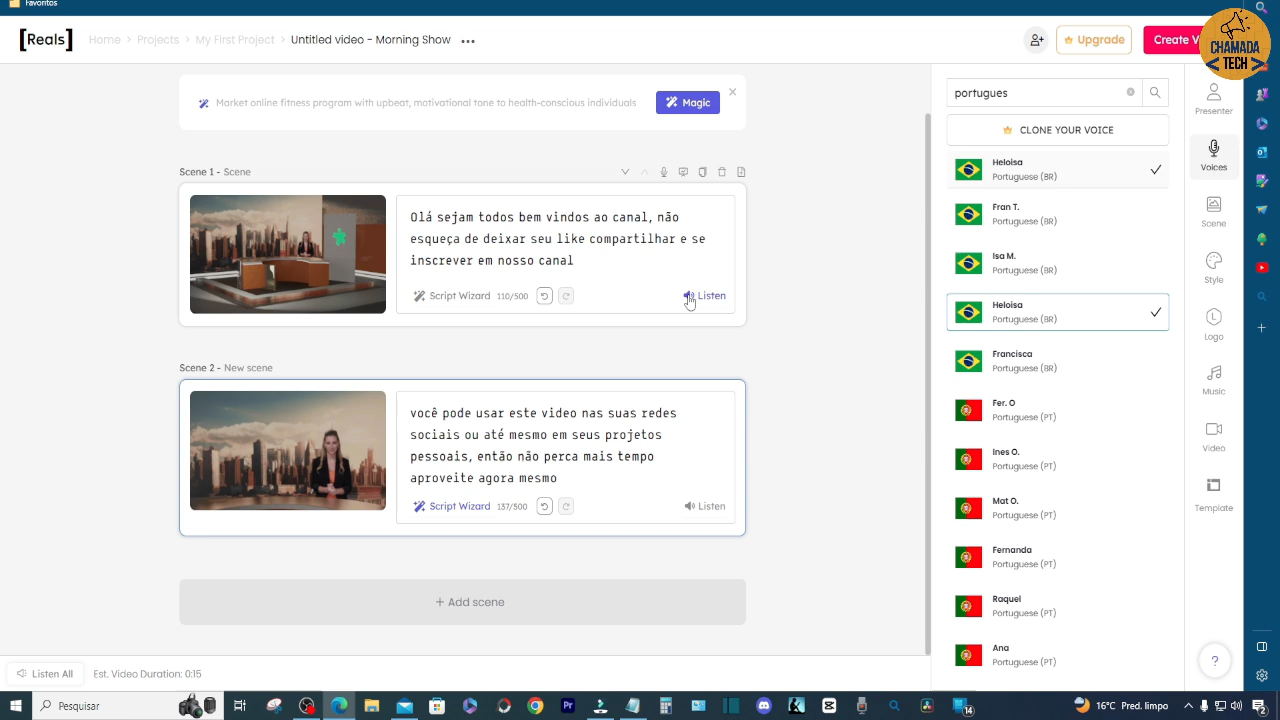 Favoritos
[Reals]
Home > Projects > My First Project > Untitled video - Morning Show
Upgrade
Create V
CHAMADA
<TECH>
Market online fitness program with upbeat, motivational tone to health-conscious individuals
Magic
Scene 1 - Scene
Olá sejam todos bem vindos ao canal, não
esqueça de deixar seu like compartilhar e se
inscrever em nosso canal
Script Wizard 110/500
Listen
Scene 2 - New scene
você pode usar este video nas suas redes
sociais ou até mesmo em seus projetos
pessoais, então não perca mais tempo
aproveite agora mesmo
Script Wizard 137/500
Listen
+ Add scene
Listen All
Est. Video Duration: 0:15
portugues
CLONE YOUR VOICE
Heloisa
Portuguese (BR)
Fran T.
Portuguese (BR)
Isa M.
Portuguese (BR)
Heloisa
Portuguese (BR)
Francisca
Portuguese (BR)
Fer. O
Portuguese (PT)
Ines O.
Portuguese (PT)
Mat O.
Portuguese (PT)
Fernanda
Portuguese (PT)
Raquel
Portuguese (PT)
Ana
Portuguese (PT)
Presenter
Voices
Scene
Style
Logo
Music
Video
Template
?
Pesquisar
16°C Pred. limpo